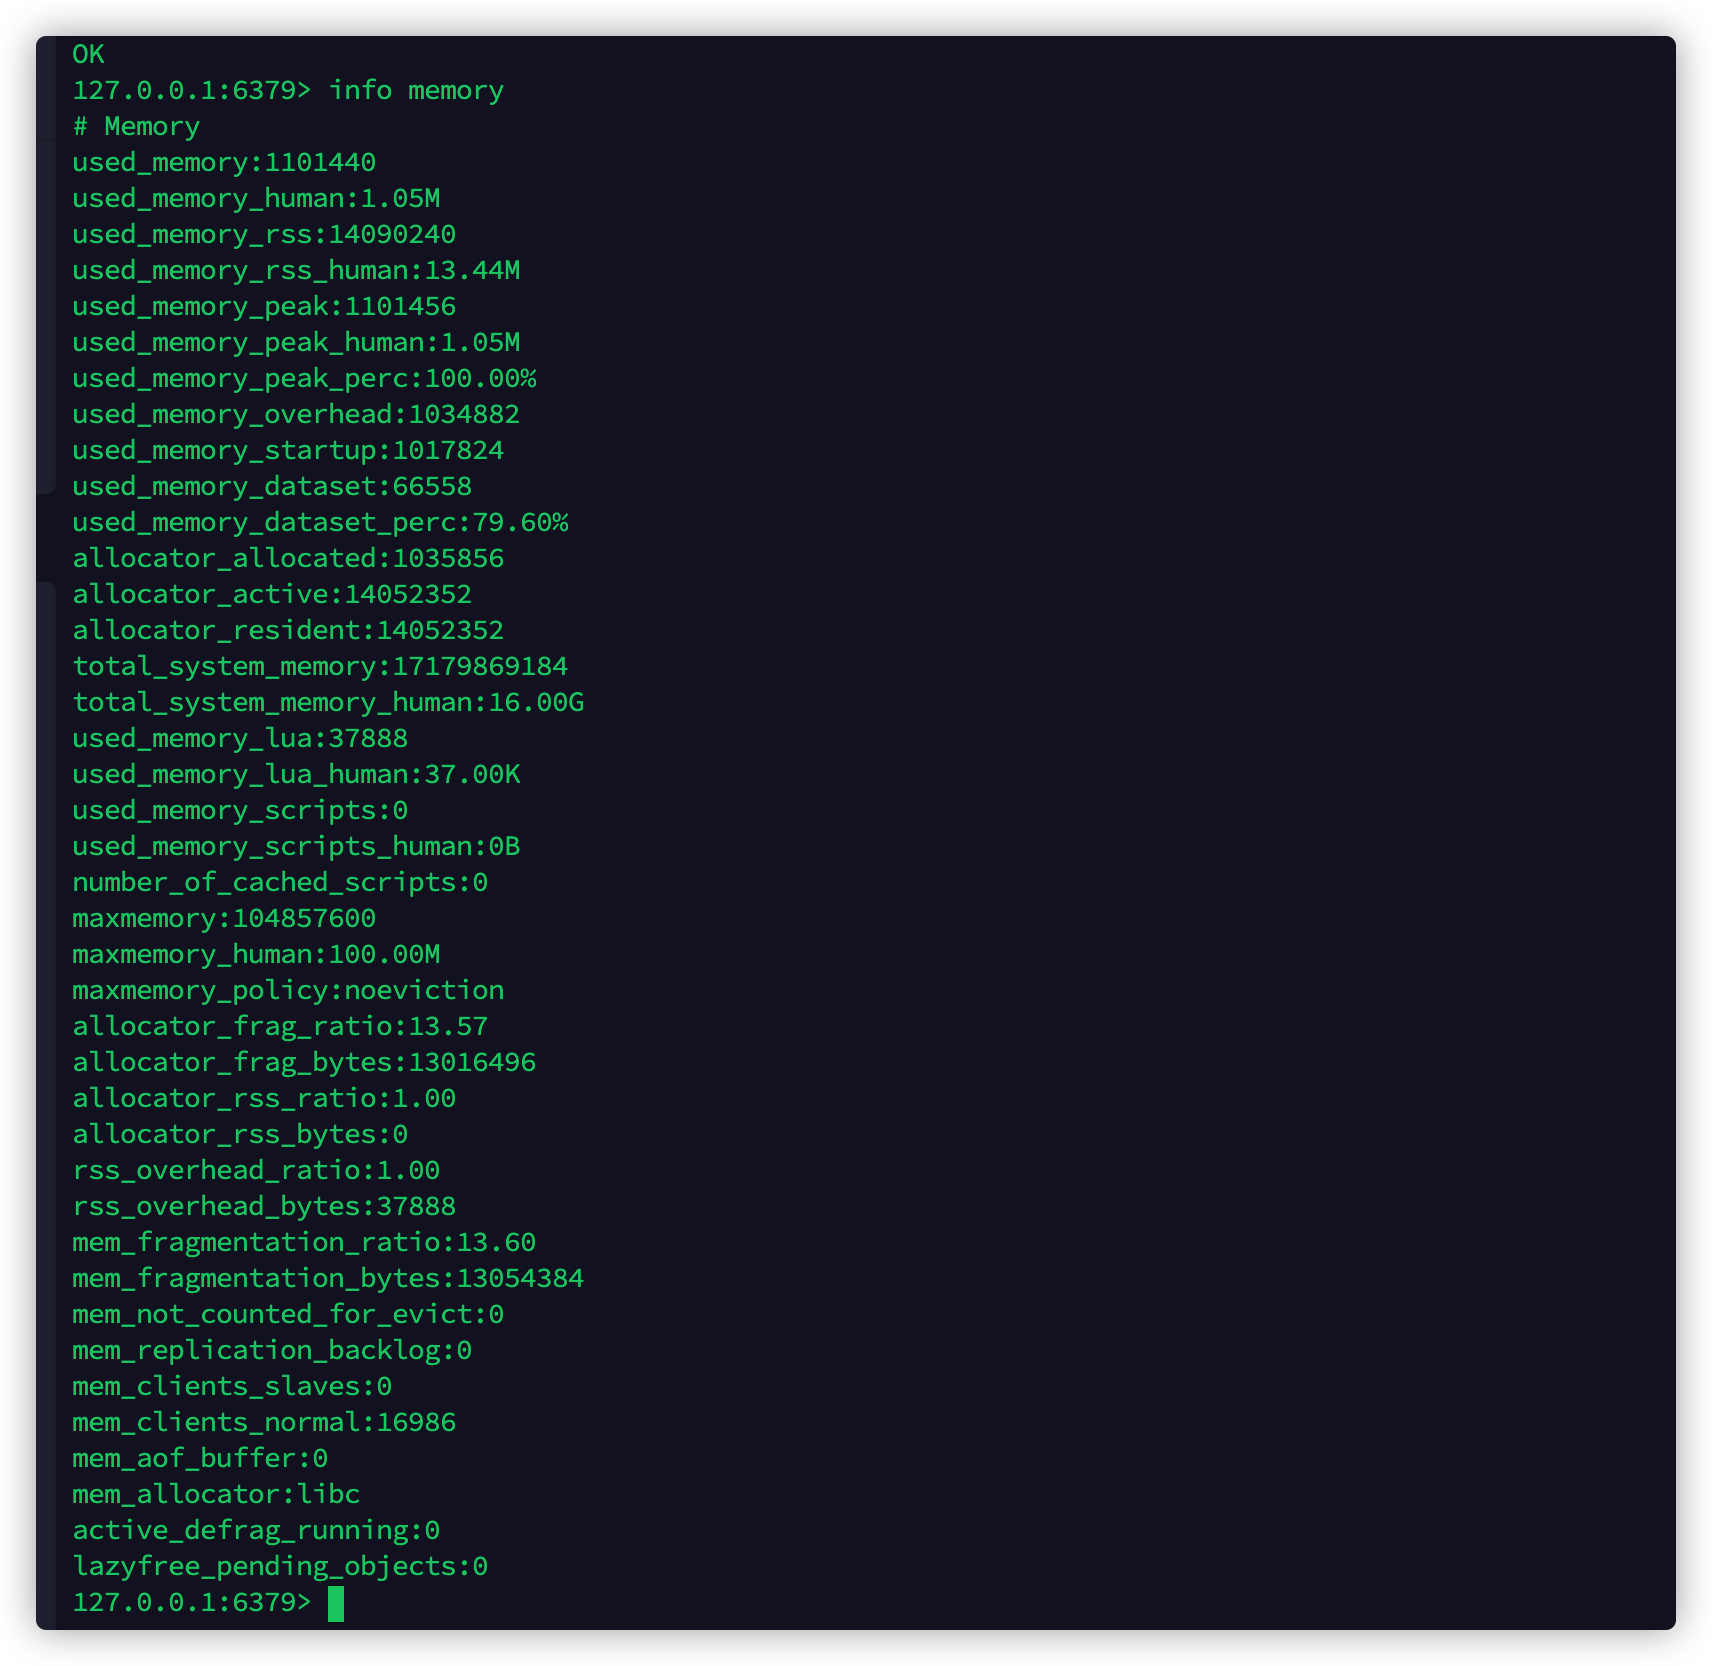 OK
127.0.0.1:6379> info memory
# Memory
used_memory:1101440
used_memory_human:1.05M
used_memory_rss:14090240
used_memory_rss_human:13.44M
used_memory_peak:1101456
used_memory_peak_human:1.05M
used_memory_peak_perc:100.00%
used_memory_overhead:1034882
used_memory_startup:1017824
used_memory_dataset:66558
used_memory_dataset_perc:79.60%
allocator_allocated:1035856
allocator_active:14052352
allocator_resident:14052352
total_system_memory:17179869184
total_system_memory_human:16.00G
used_memory_lua:37888
used_memory_lua_human:37.00K
used_memory_scripts:0
used_memory_scripts_human:0B
number_of_cached_scripts:0
maxmemory:104857600
maxmemory_human:100.00M
maxmemory_policy:noeviction
allocator_frag_ratio:13.57
allocator_frag_bytes:13016496
allocator_rss_ratio:1.00
allocator_rss_bytes:0
rss_overhead_ratio:1.00
rss_overhead_bytes:37888
mem_fragmentation_ratio:13.60
mem_fragmentation_bytes:13054384
mem_not_counted_for_evict:0
mem_replication_backlog:0
mem_clients_slaves:0
mem_clients_normal:16986
mem_aof_buffer:0
mem_allocator:libc
active_defrag_running:0
lazyfree_pending_objects:0
127.0.0.1:6379>